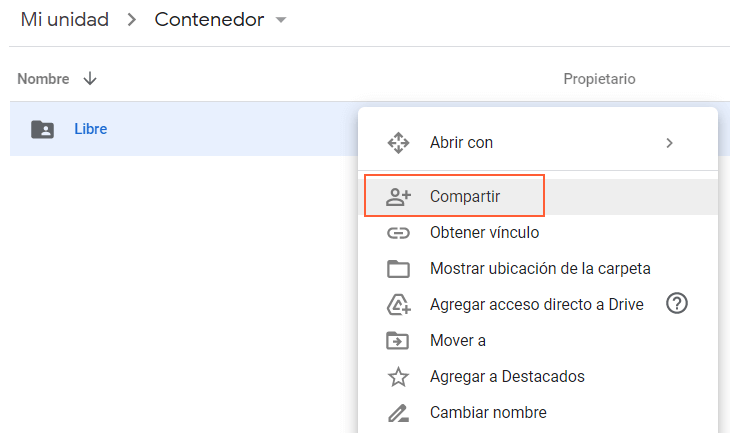 Mi unidad > Contenedor
Nombre Propietario
Libre
Abrir con
Compartir
Obtener vínculo
Mostrar ubicación de la carpeta
Agregar acceso directo a Drive ?
Mover a
Agregar a Destacados
Cambiar nombre